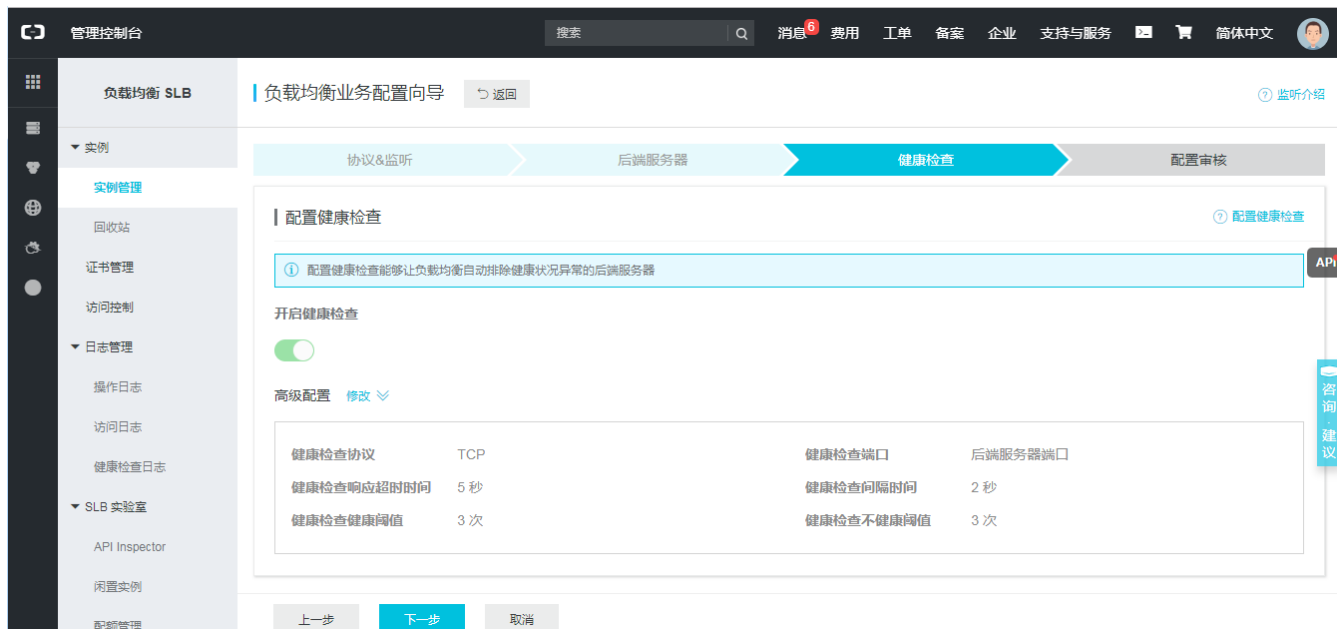 管理控制台
搜索
消息 6 费用 工单 备案 企业 支持与服务 简体中文
负载均衡 SLB
负载均衡业务配置向导
返回
监听介绍
实例
实例管理
回收站
证书管理
访问控制
日志管理
操作日志
访问日志
健康检查日志
SLB 实验室
API Inspector
闲置实例
配额管理
协议&监听
后端服务器
健康检查
配置审核
配置健康检查
配置健康检查
配置健康检查能够让负载均衡自动排除健康状况异常的后端服务器
开启健康检查
高级配置 修改
健康检查协议 TCP
健康检查端口 后端服务器端口
健康检查响应超时时间 5 秒
健康检查间隔时间 2 秒
健康检查健康阈值 3 次
健康检查不健康阈值 3 次
上一步
下一步
取消
API
咨询·建议